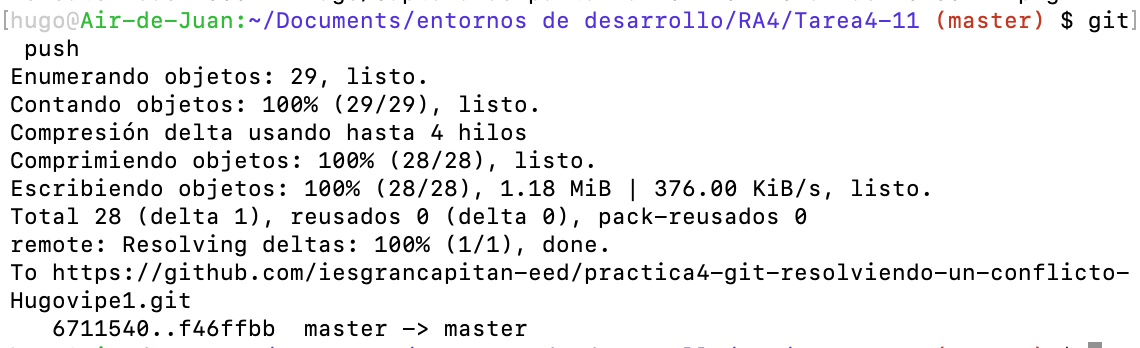 [hugo@Air-de-Juan:~/Documents/entornos de desarrollo/RA4/Tarea4-11 (master) $ git]
 push
Enumerando objetos: 29, listo.
Contando objetos: 100% (29/29), listo.
Compresión delta usando hasta 4 hilos
Comprimiendo objetos: 100% (28/28), listo.
Escribiendo objetos: 100% (28/28), 1.18 MiB | 376.00 KiB/s, listo.
Total 28 (delta 1), reusados 0 (delta 0), pack-reusados 0
remote: Resolving deltas: 100% (1/1), done.
To https://github.com/iesgrancapitan-eed/practica4-git-resolviendo-un-conflicto-
Hugovipe1.git
   6711540..f46ffbb  master -> master